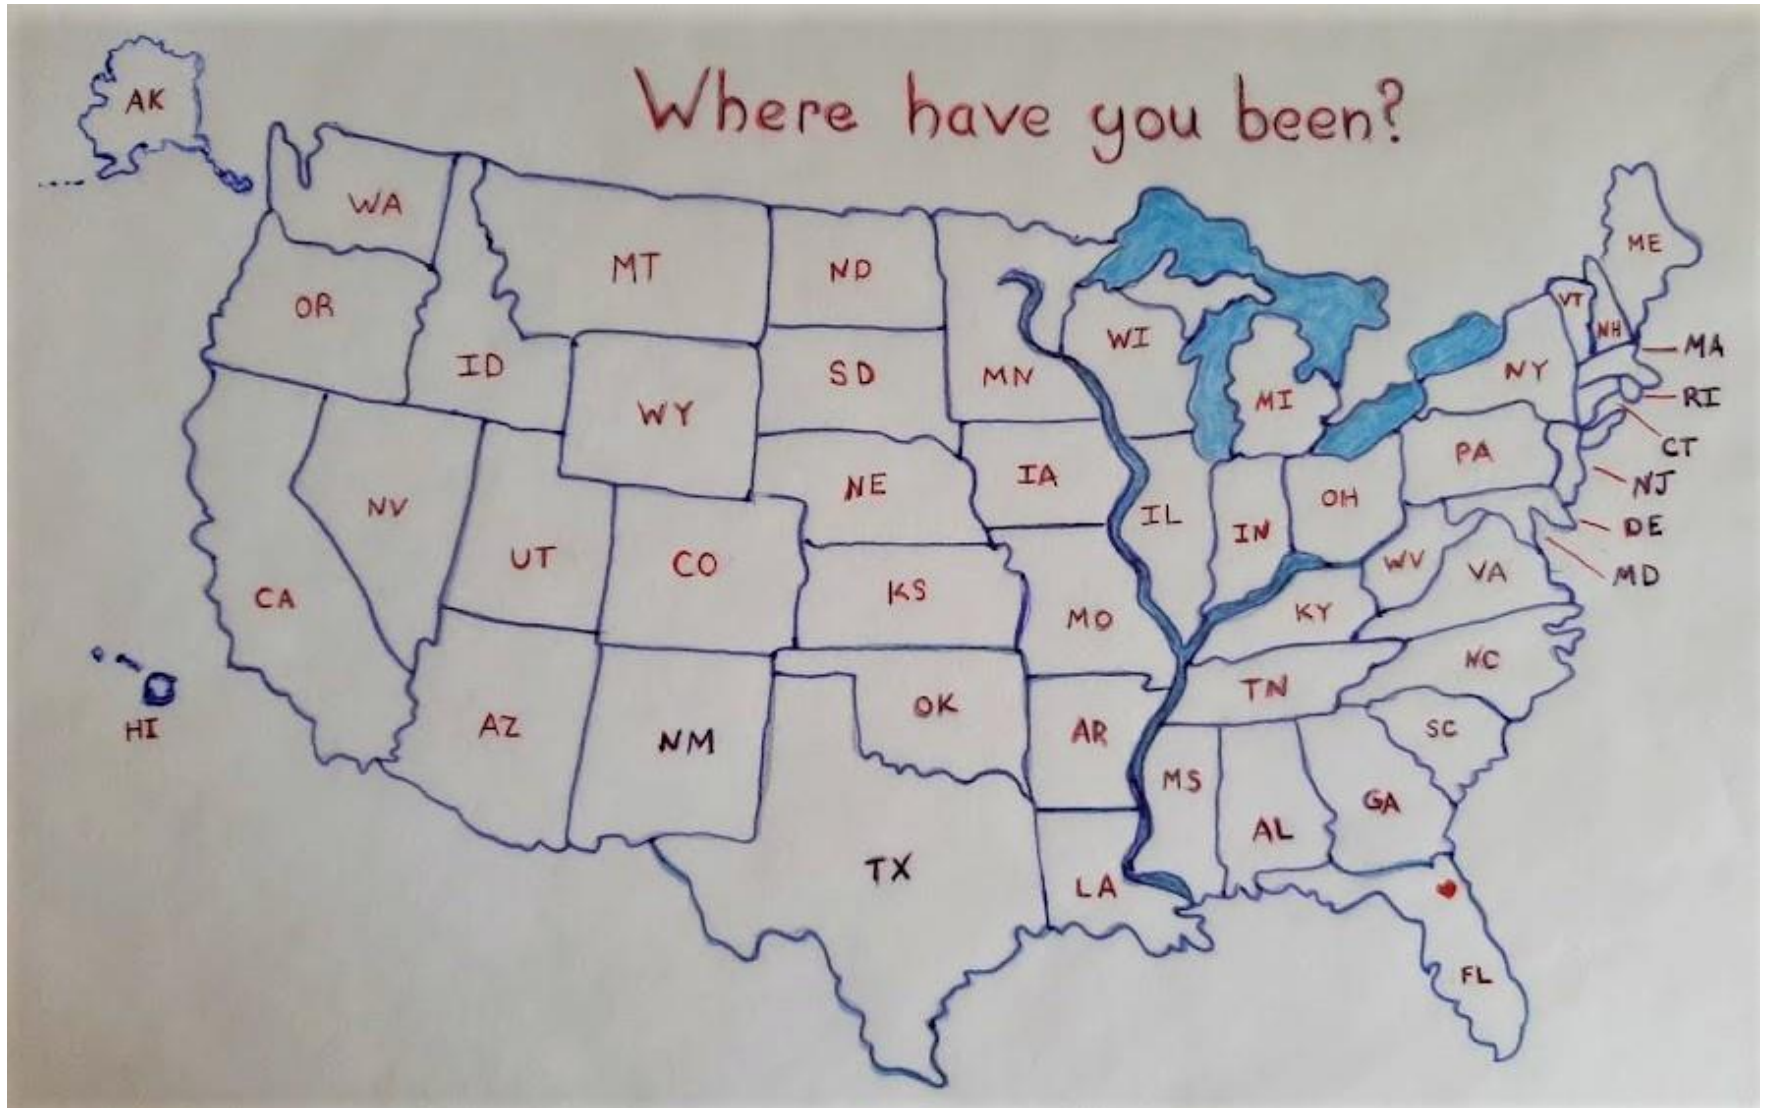 Where have you been?
AK
WA
MT
ND
ME
OR
VT
NH
ID
SD
MN
WI
MI
NY
MA
WY
RI
NE
IA
PA
CT
NV
IL
IN
OH
NJ
DE
UT
CO
KS
WV
VA
MD
CA
MO
KY
NC
HI
AZ
NM
OK
AR
TN
SC
MS
AL
GA
TX
LA
FL